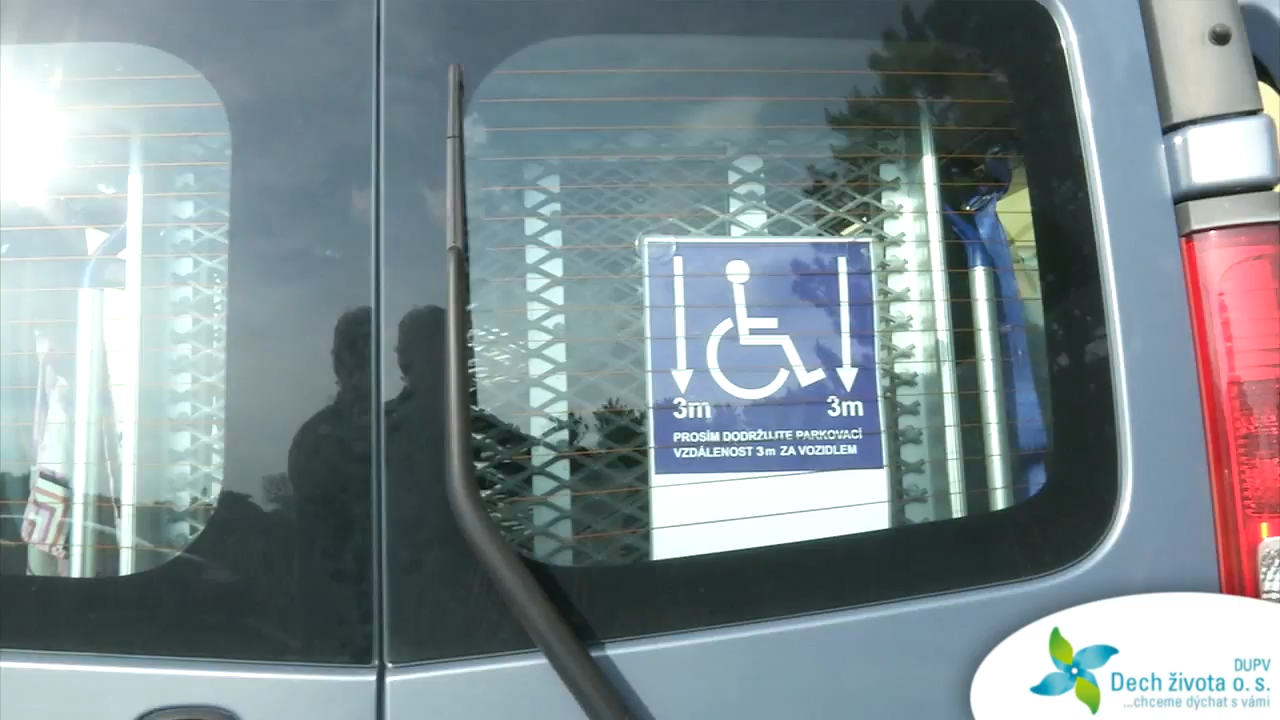 3m 3m
PROSÍM DODRŽUJTE PARKOVACÍ
VZDÁLENOST 3m ZA VOZIDLEM
DUPV
Dech života o. s.
...chceme dýchat s vámi